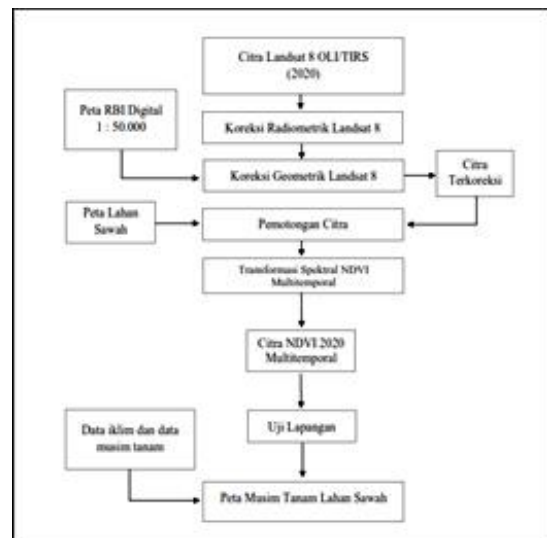 Citra Landsat 8 OLI/TIRS
(2020)
Peta RBI Digital
1 : 50.000
Koreksi Radiometrik Landsat 8
Koreksi Geometrik Landsat 8
Citra
Terkoreksi
Peta Lahan
Sawah
Pemotongan Citra
Transformasi Spektral NDVI
Multitemporal
Citra NDVI 2020
Multitemporal
Uji Lapangan
Data iklim dan data
musim tanam
Peta Musim Tanam Lahan Sawah